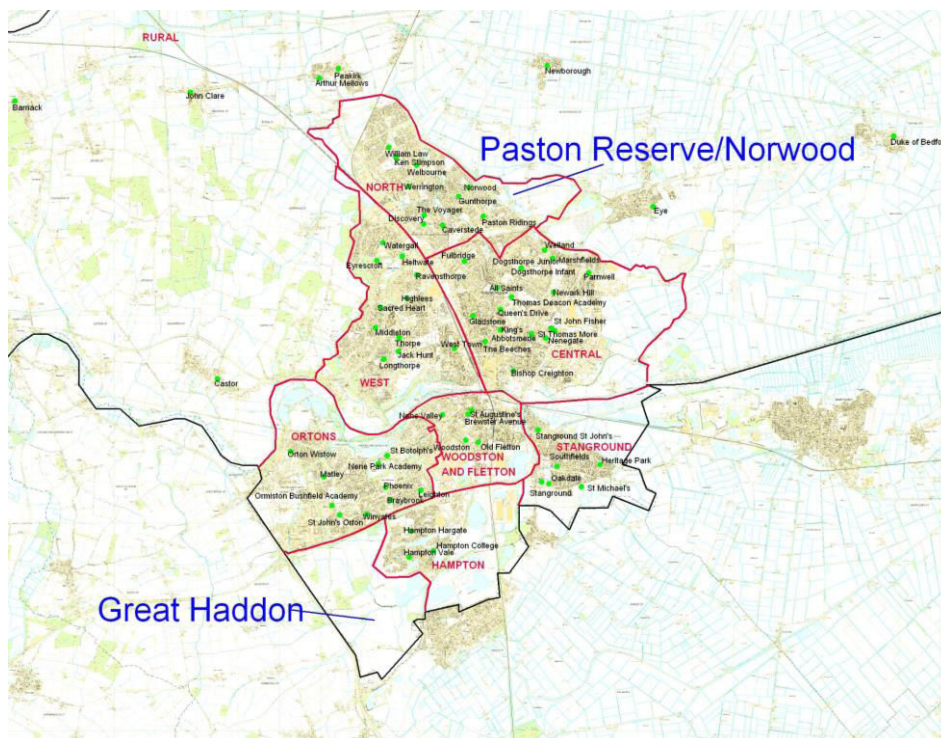 RURAL
Peakirk
Arthur Mellows
Newborough
John Clare
Barnack
Duke of Bedfo
Paston Reserve/Norwood
William Law
Ken Stimpson
Welbourne
NORTH
Werrington
Norwood
Gunthorpe
Eye
The Voyager
Discovery
Paston Ridings
Caverstede
Watergall
Welland
Eyrescroft
Heltwate
Fulbridge
Dogsthorpe Junior
Marshfields
Dogsthorpe Infant
Ravensthorpe
Parnwell
All Saints
Newark Hill
Highlees
Thomas Deacon Academy
Sacred Heart
Queen's Drive
Gladstone
St John Fisher
Middleton
King's
St Thomas More
Thorpe
Abbotsmede
Nenegate
West Town
The Beeches
Jack Hunt
CENTRAL
Longthorpe
Bishop Creighton
Castor
WEST
Nene Valley
St Augustine's
Brewster Avenue
ORTONS
Stanground St John's
Woodston
Old Fletton
STANGROUND
Orton Wistow
St Botolph's
WOODSTON
AND FLETTON
Southfields
Nene Park Academy
Heritage Park
Matley
Oakdale
Phoenix
Leighton
Stanground
St Michael's
Ormiston Bushfield Academy
Braybrook
St John's Orton
Winyates
Hampton Hargate
Hampton College
Hampton Vale
HAMPTON
Great Haddon